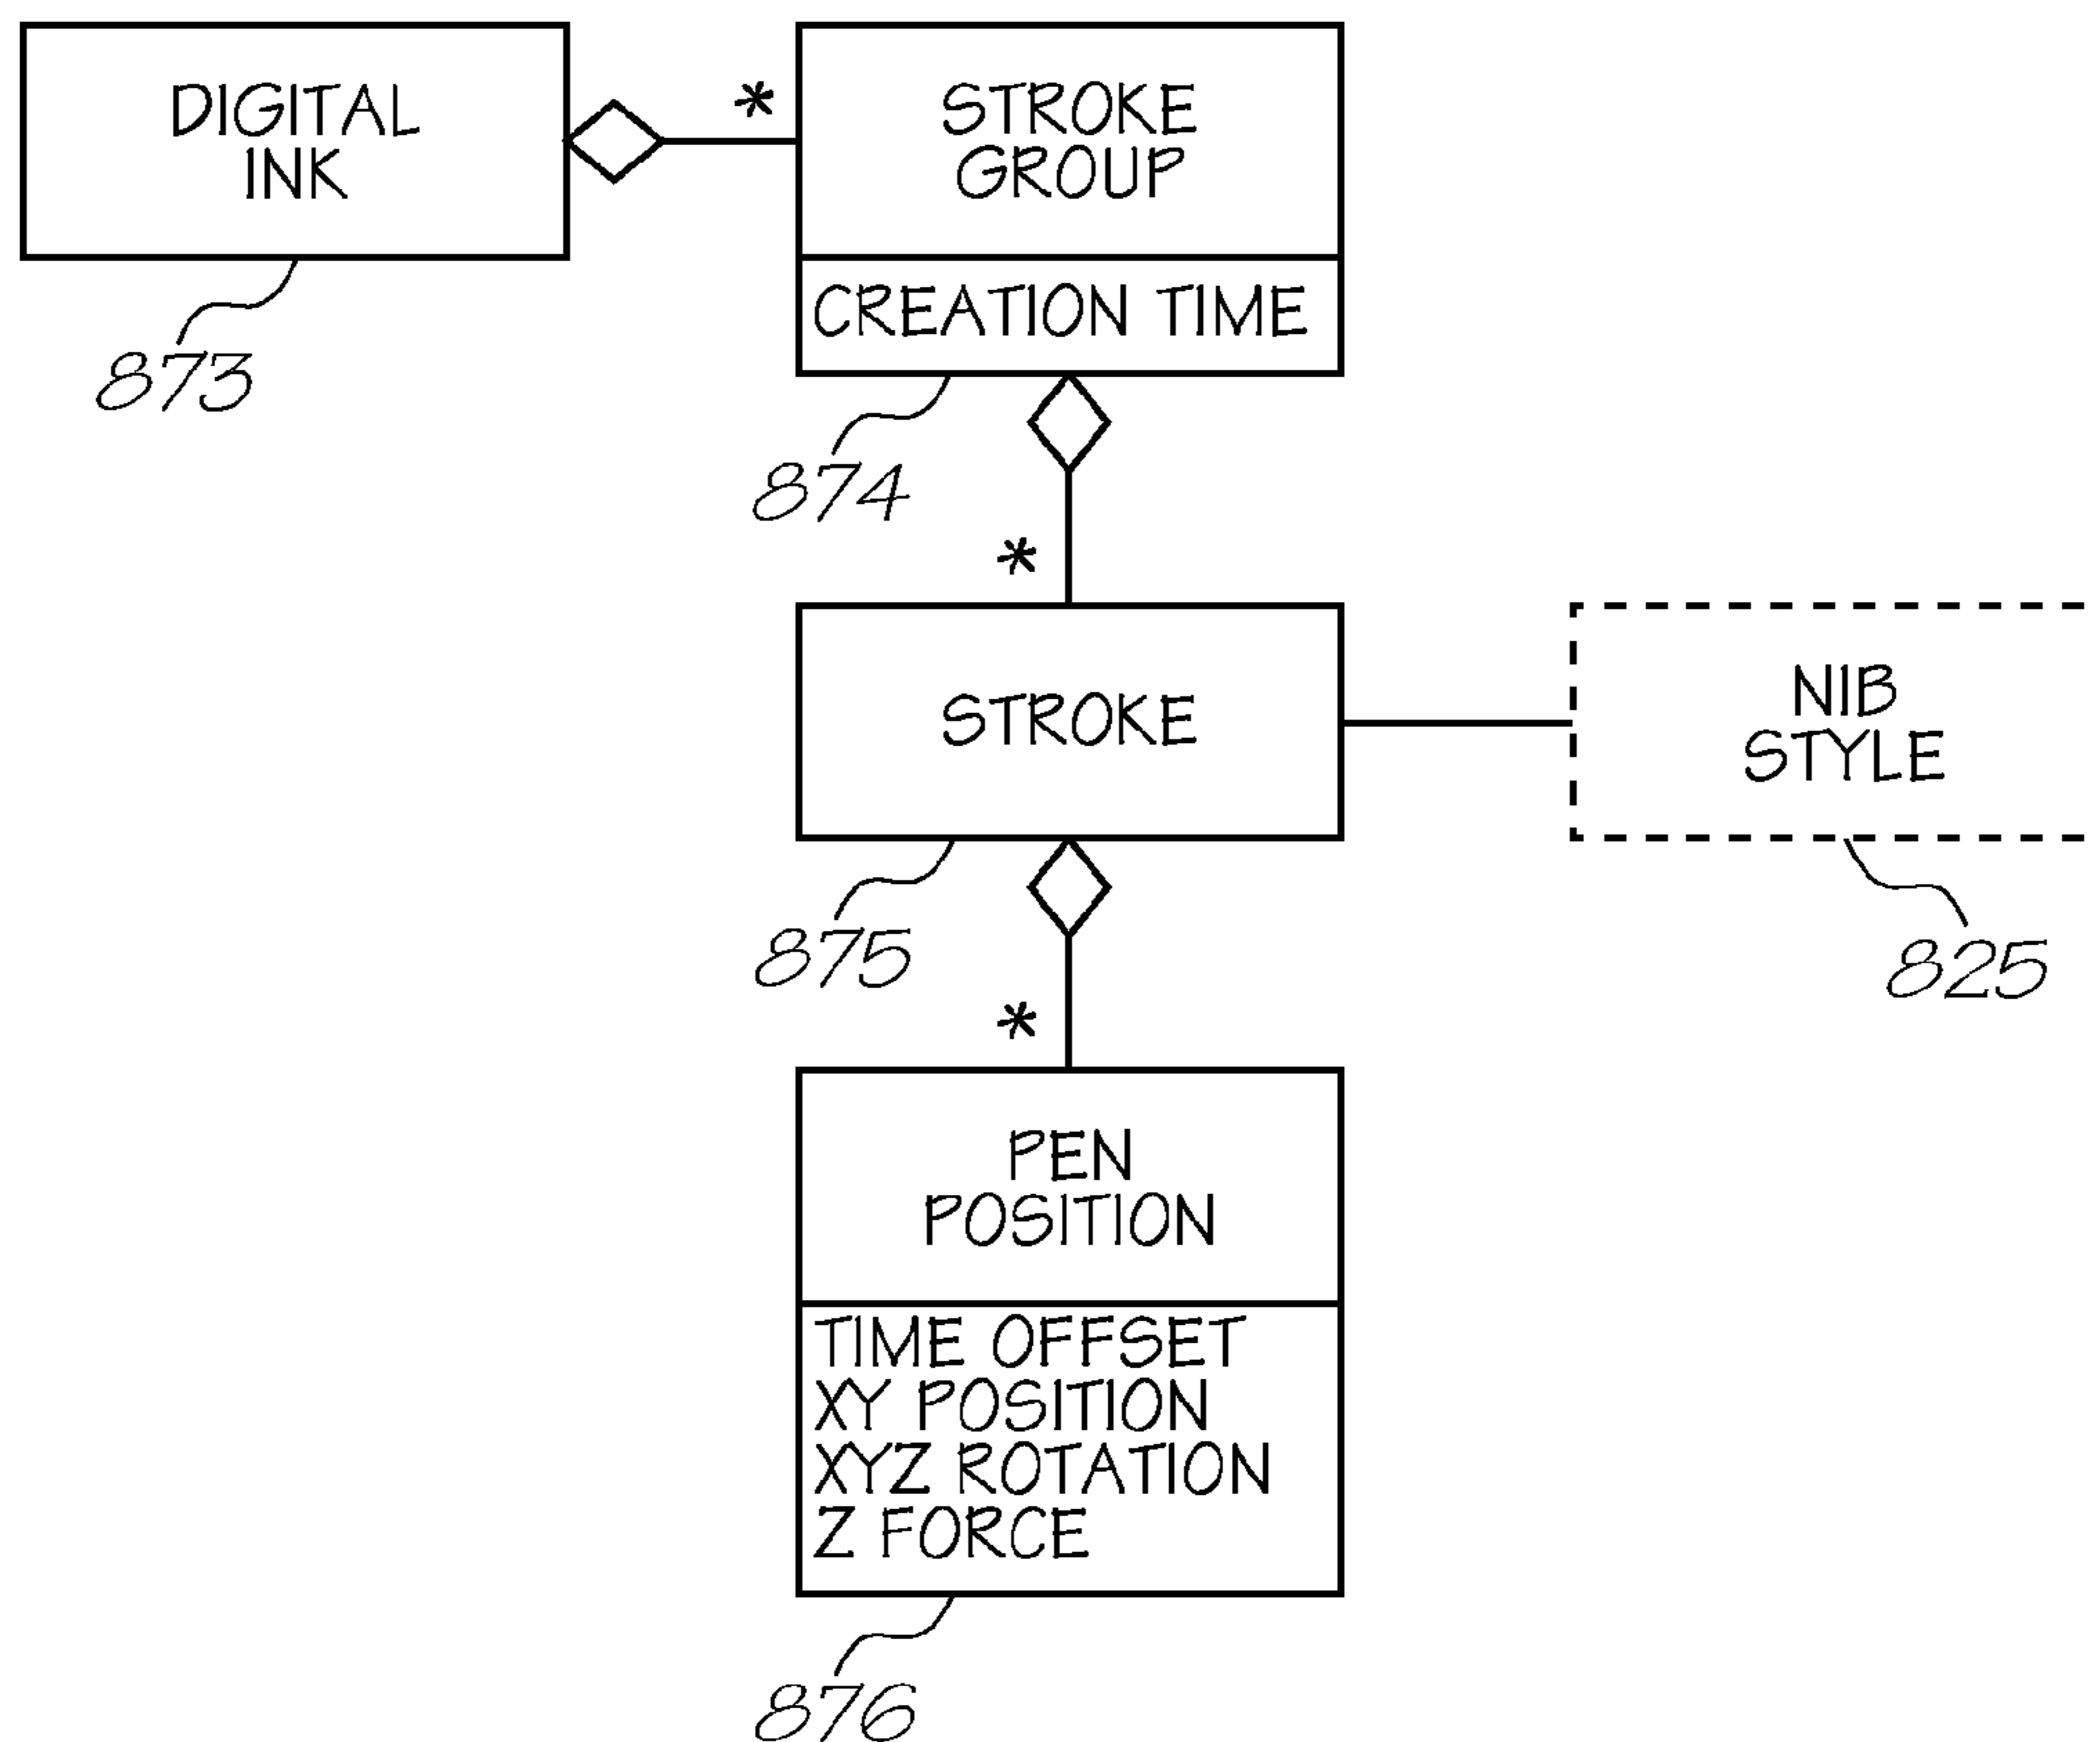 DIGITAL
INK
*
STROKE
GROUP
CREATION TIME
873
874
*
STROKE
NIB
STYLE
875
825
*
PEN
POSITION
TIME OFFSET
XY POSITION
XYZ ROTATION
Z FORCE
876